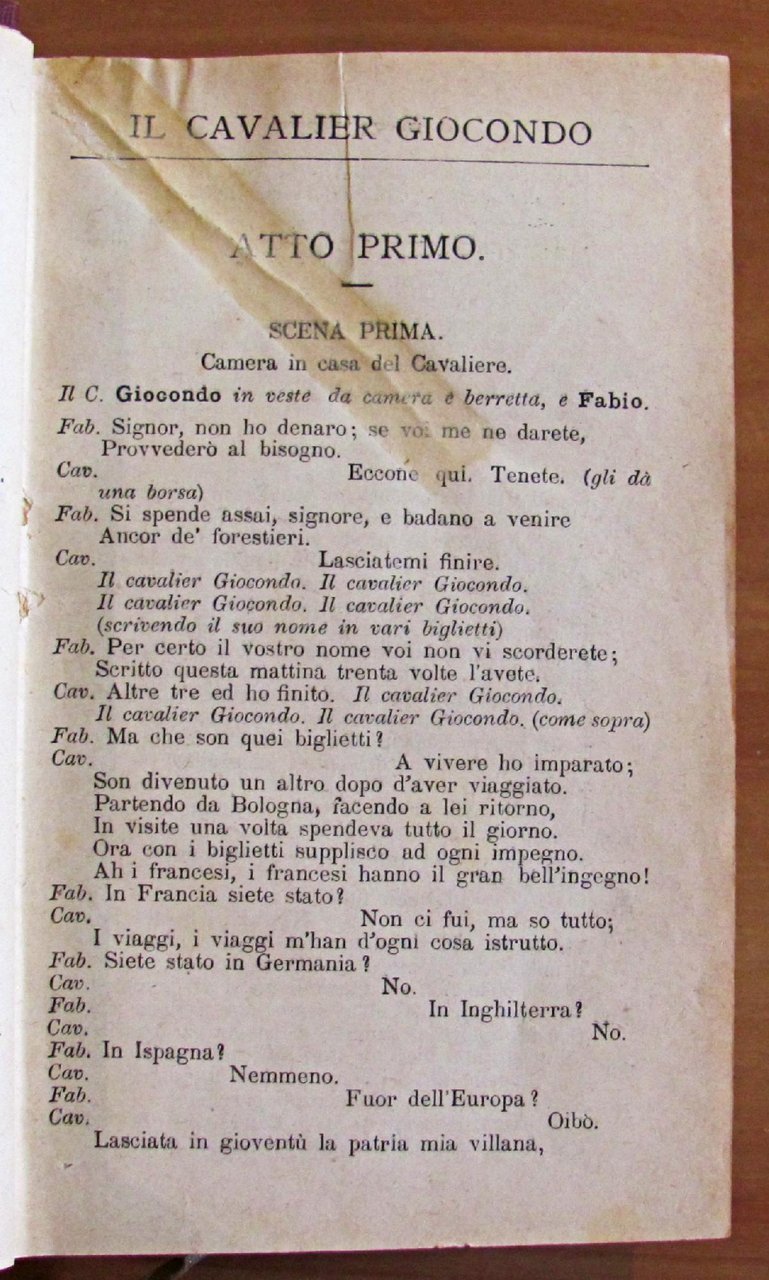 IL CAVALIER GIOCONDO
ATTO PRIMO.
SCENA PRIMA.
Camera in casa del Cavaliere.
Il C. Giocondo in veste da camera e berretta, e Fabio.
Fab. Signor, non ho denaro; se voi me ne darete,
Provvederò al bisogno.
Cav. Eccone qui. Tenete. (gli dà
una borsa)
Fab. Si spende assai, signore, e badano a venire
Ancor de' forestieri.
Cav. Lasciatemi finire.
Il cavalier Giocondo. Il cavalier Giocondo.
Il cavalier Giocondo. Il cavalier Giocondo.
(scrivendo il suo nome in vari biglietti)
Fab. Per certo il vostro nome voi non vi scorderete;
Scritto questa mattina trenta volte l'avete.
Cav. Altre tre ed ho finito. Il cavalier Giocondo.
Il cavalier Giocondo. Il cavalier Giocondo. (come sopra)
Fab. Ma che son quei biglietti?
Cav. A vivere ho imparato;
Son divenuto un altro dopo d'aver viaggiato.
Partendo da Bologna, facendo a lei ritorno,
In visite una volta spendeva tutto il giorno.
Ora con i biglietti supplisco ad ogni impegno.
Ah i francesi, i francesi hanno il gran bell'ingegno!
Fab. In Francia siete stato?
Cav. Non ci fui, ma so tutto;
I viaggi, i viaggi m'han d'ogni cosa istrutto.
Fab. Siete stato in Germania?
Cav. No.
Fab. In Inghilterra?
Cav. No.
Fab. In Ispagna?
Cav. Nemmeno.
Fab. Fuor dell'Europa?
Cav. Oibò.
Lasciata in gioventù la patria mia villana,